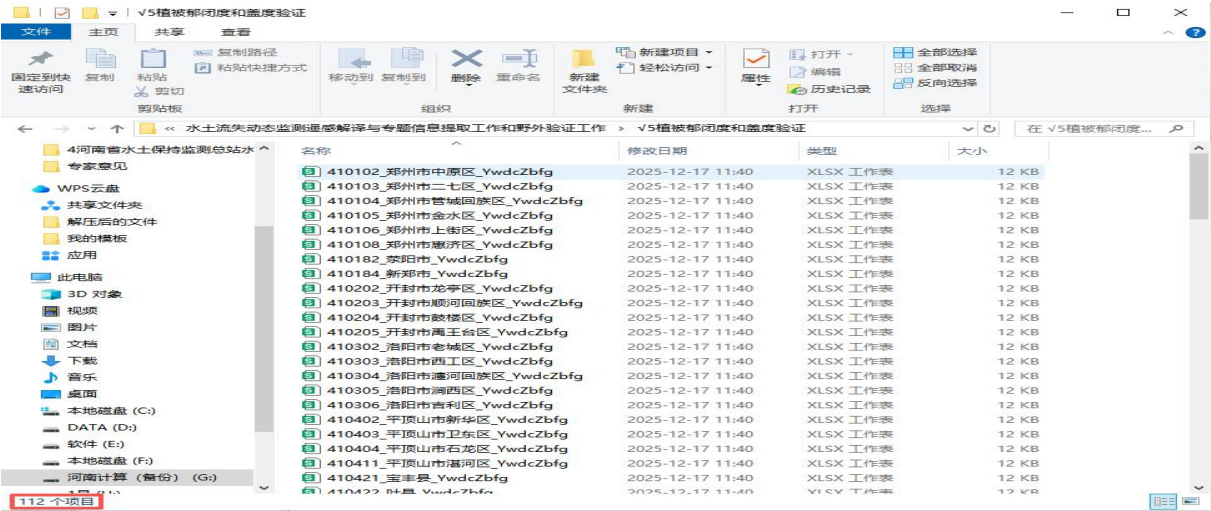 √5植被郁闭度和盖度验证
文件 主页 共享 查看
固定到快速访问 复制 粘贴 复制路径 粘贴快捷方式 剪切 移动到 复制到 删除 重命名 新建文件夹 新建项目 轻松访问 属性 打开 编辑 历史记录 全部选择 全部取消 反向选择
剪贴板 组织 新建 打开 选择
« 水土流失动态监测遥感解译与专题信息提取工作和野外验证工作 › √5植被郁闭度和盖度验证 在 √5植被郁闭度...
4河南省水土保持监测总站水
专家意见
WPS云盘
共享文件夹
解压后的文件
我的模板
应用
此电脑
3D 对象
视频
图片
文档
下载
音乐
桌面
本地磁盘 (C:)
DATA (D:)
软件 (E:)
本地磁盘 (F:)
河南计算（备份） (G:)
名称 修改日期 类型 大小
410102_郑州市中原区_YwdcZbfg 2025-12-17 11:40 XLSX 工作表 12 KB
410103_郑州市二七区_YwdcZbfg 2025-12-17 11:40 XLSX 工作表 12 KB
410104_郑州市管城回族区_YwdcZbfg 2025-12-17 11:40 XLSX 工作表 12 KB
410105_郑州市金水区_YwdcZbfg 2025-12-17 11:40 XLSX 工作表 12 KB
410106_郑州市上街区_YwdcZbfg 2025-12-17 11:40 XLSX 工作表 12 KB
410108_郑州市惠济区_YwdcZbfg 2025-12-17 11:40 XLSX 工作表 12 KB
410182_荥阳市_YwdcZbfg 2025-12-17 11:40 XLSX 工作表 12 KB
410184_新郑市_YwdcZbfg 2025-12-17 11:40 XLSX 工作表 12 KB
410202_开封市龙亭区_YwdcZbfg 2025-12-17 11:40 XLSX 工作表 12 KB
410203_开封市顺河回族区_YwdcZbfg 2025-12-17 11:40 XLSX 工作表 12 KB
410204_开封市鼓楼区_YwdcZbfg 2025-12-17 11:40 XLSX 工作表 12 KB
410205_开封市禹王台区_YwdcZbfg 2025-12-17 11:40 XLSX 工作表 12 KB
410302_洛阳市老城区_YwdcZbfg 2025-12-17 11:40 XLSX 工作表 12 KB
410303_洛阳市西工区_YwdcZbfg 2025-12-17 11:40 XLSX 工作表 12 KB
410304_洛阳市瀍河回族区_YwdcZbfg 2025-12-17 11:40 XLSX 工作表 12 KB
410305_洛阳市涧西区_YwdcZbfg 2025-12-17 11:40 XLSX 工作表 12 KB
410306_洛阳市吉利区_YwdcZbfg 2025-12-17 11:40 XLSX 工作表 12 KB
410402_平顶山市新华区_YwdcZbfg 2025-12-17 11:40 XLSX 工作表 12 KB
410403_平顶山市卫东区_YwdcZbfg 2025-12-17 11:40 XLSX 工作表 12 KB
410404_平顶山市石龙区_YwdcZbfg 2025-12-17 11:40 XLSX 工作表 12 KB
410411_平顶山市湛河区_YwdcZbfg 2025-12-17 11:40 XLSX 工作表 12 KB
410421_宝丰县_YwdcZbfg 2025-12-17 11:40 XLSX 工作表 12 KB
410422_叶县_YwdcZbfg 2025-12-17 11:40 XLSX 工作表 12 KB
112 个项目